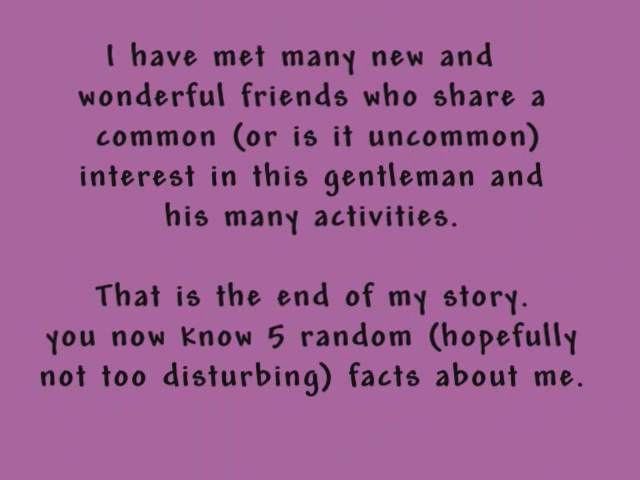 I have met many new and
wonderful friends who share a
common (or is it uncommon)
interest in this gentleman and
his many activities.
That is the end of my story.
you now know 5 random (hopefully
not too disturbing) facts about me.